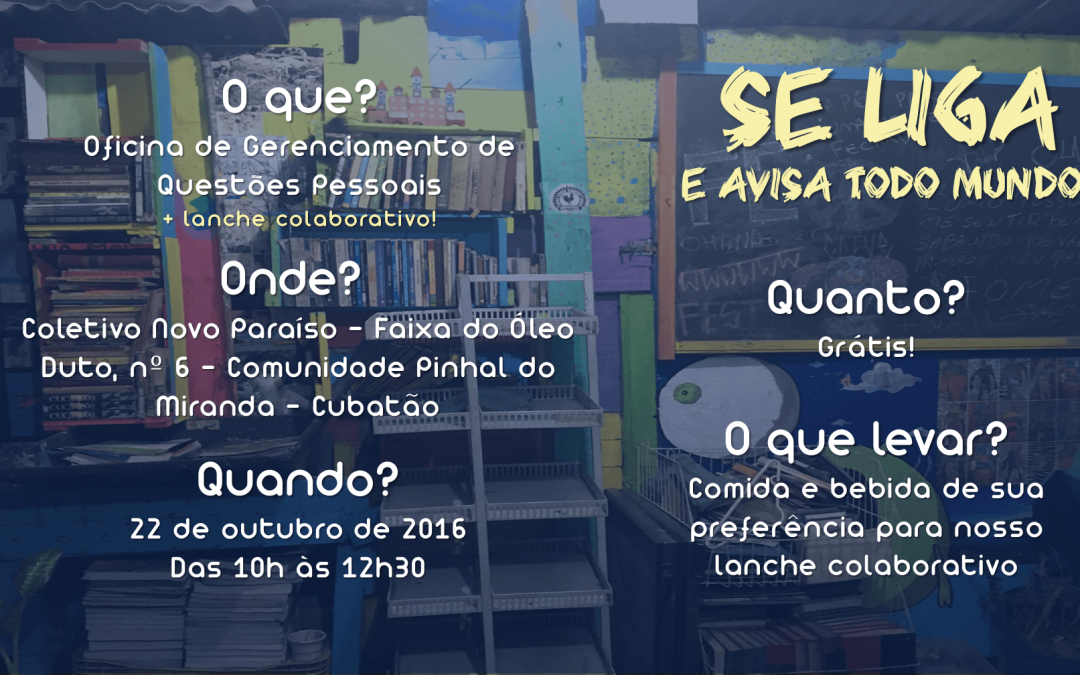 O que?
Oficina de Gerenciamento de
Questões Pessoais
+ lanche colaborativo!
Onde?
Coletivo Novo Paraíso - Faixa do Óleo
Duto, nº 6 - Comunidade Pinhal do
Miranda - Cubatão
Quando?
22 de outubro de 2016
Das 10h às 12h30
SE LIGA
E AVISA TODO MUNDO
Quanto?
Grátis!
O que levar?
Comida e bebida de sua
preferência para nosso
lanche colaborativo